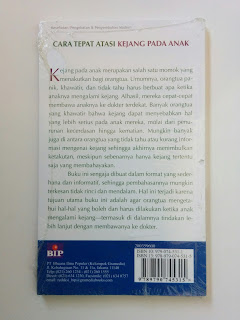 CARA TEPAT ATASI KEJANG PADA ANAK
Kejang pada anak merupakan salah satu momok yang
menakutkan bagi orangtua. Umumnya, orangtua pa-
nik, khawatir, dan tidak tahu harus berbuat apa ketika
anaknya mengalami kejang. Alhasil, mereka cepat-cepat
membawa anaknya ke dokter terdekat. Banyak orangtua
yang khawatir bahwa kejang dapat menyebabkan hal
yang lebih serius pada anak mereka, mulai dari penu-
runan kecerdasan hingga kematian. Mungkin banyak
juga di antara orangtua yang tidak tahu atau kurang infor-
masi mengenai kejang sehingga akhirnya menimbulkan
ketakutan, meskipun sebenarnya hanya kejang tertentu
saja yang membahayakan.
Buku ini sengaja dibuat dalam format yang seder-
hana dan informatif, sehingga pembahasannya mungkin
terkesan tidak rinci dan mendalam. Hal ini terjadi karena
tujuan utama buku ini adalah agar orangtua mengeta-
hui hal-hal yang boleh dan harus dilakukan ketika anak
mengalami kejang—termasuk di dalamnya tindakan le-
bih lanjut dengan membawanya ke dokter.
BIP